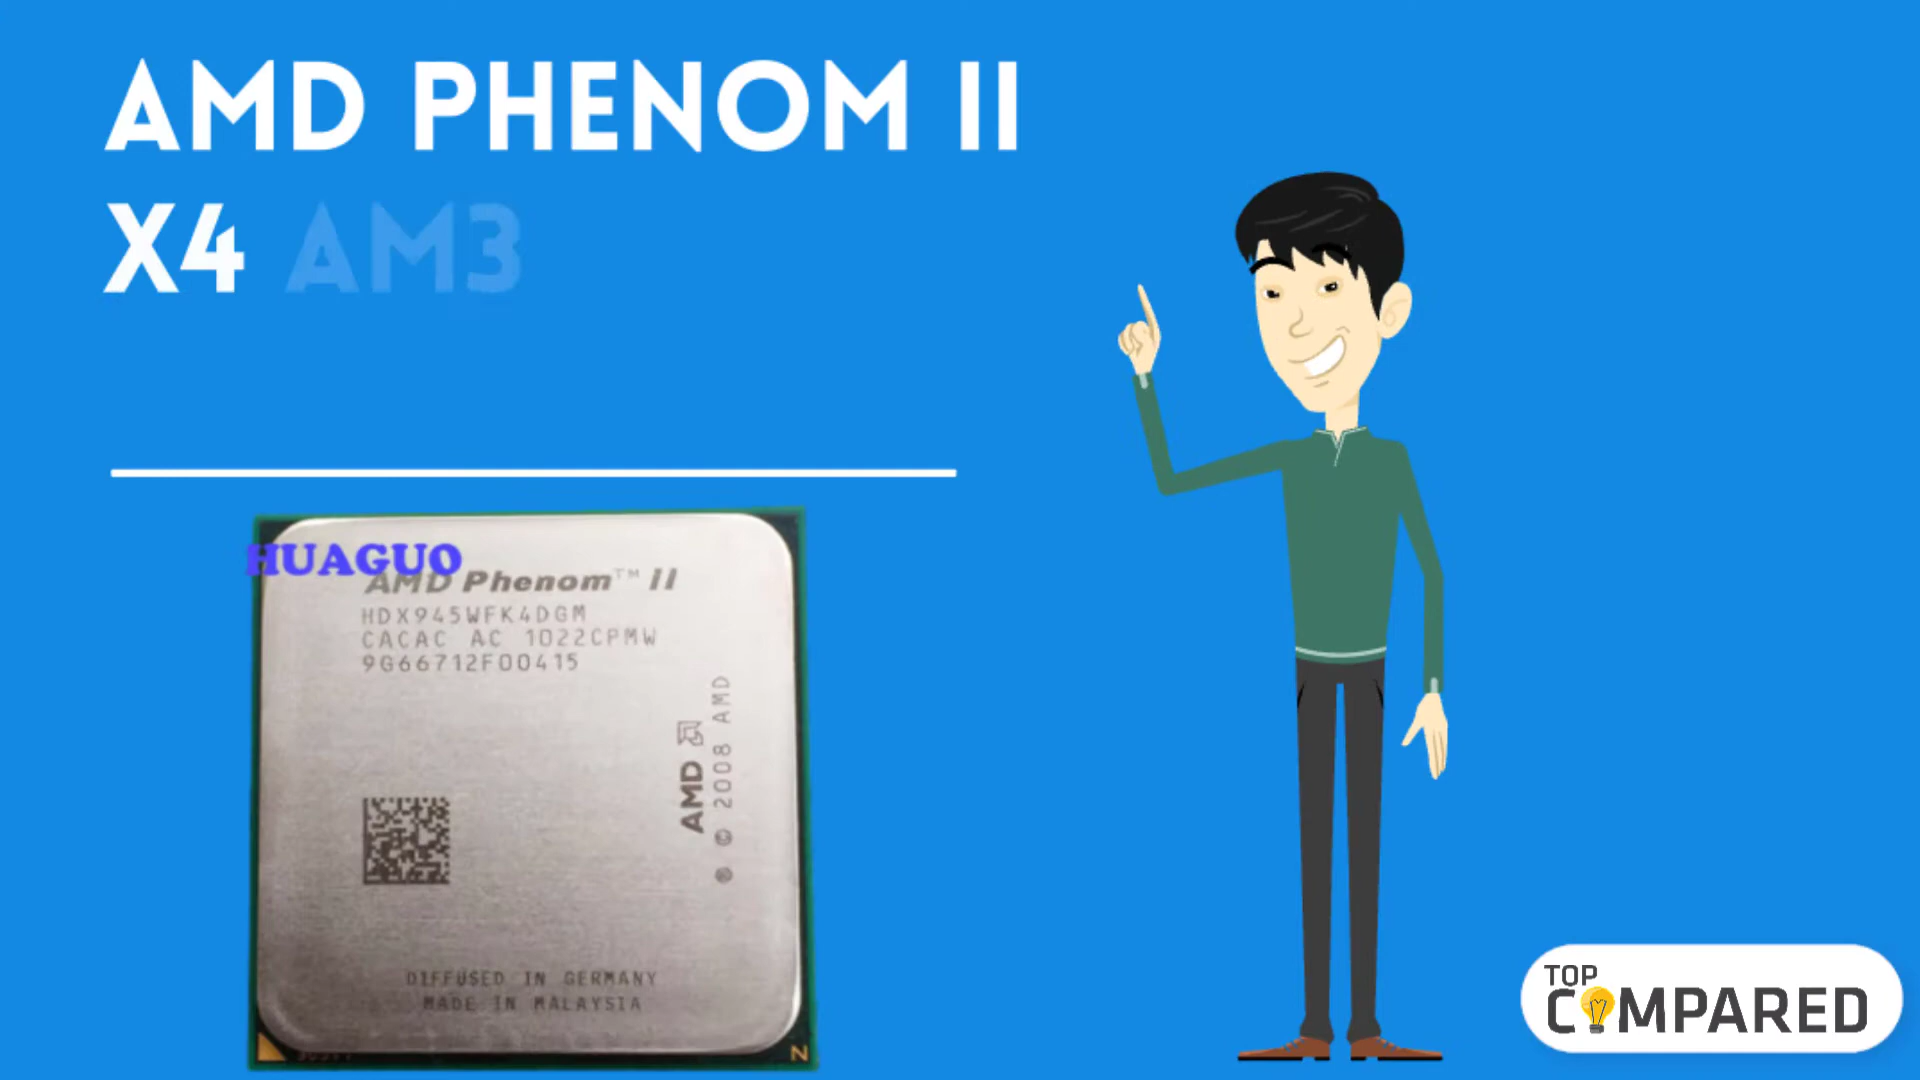 AMD PHENOM II
X4 AM3
HUAGUO
AMD Phenom™ II
HDX945WFK4DGM
CACAC AC 1022CPMW
9G66712F00415
AMD
® © 2008 AMD
DIFFUSED IN GERMANY
MADE IN MALAYSIA
N
TOP
COMPARED